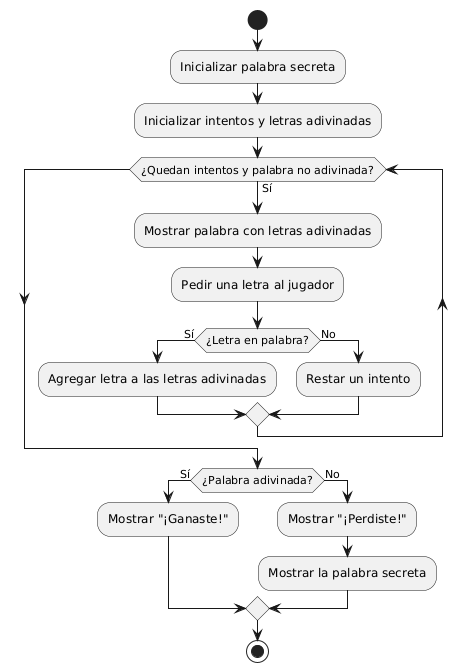 Inicializar palabra secreta
Inicializar intentos y letras adivinadas
¿Quedan intentos y palabra no adivinada?
Sí
Mostrar palabra con letras adivinadas
Pedir una letra al jugador
Sí
¿Letra en palabra?
No
Agregar letra a las letras adivinadas
Restar un intento
Sí
¿Palabra adivinada?
No
Mostrar "¡Ganaste!"
Mostrar "¡Perdiste!"
Mostrar la palabra secreta